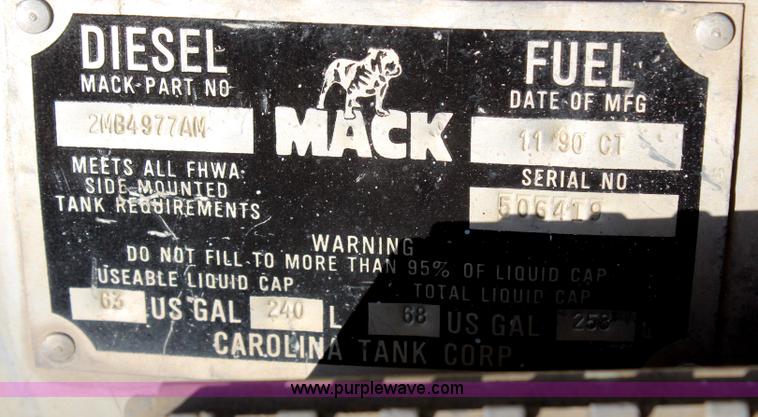 DIESEL
MACK-PART NO
2MB4977AM
MEETS ALL FHWA
SIDE MOUNTED
TANK REQUIREMENTS
MACK
FUEL
DATE OF MFG
11 90 CT
SERIAL NO
506419
WARNING
DO NOT FILL TO MORE THAN 95% OF LIQUID CAP
USEABLE LIQUID CAP TOTAL LIQUID CAP
63 US GAL 240 L 68 US GAL 258 L
CAROLINA TANK CORP
www.purplewave.com